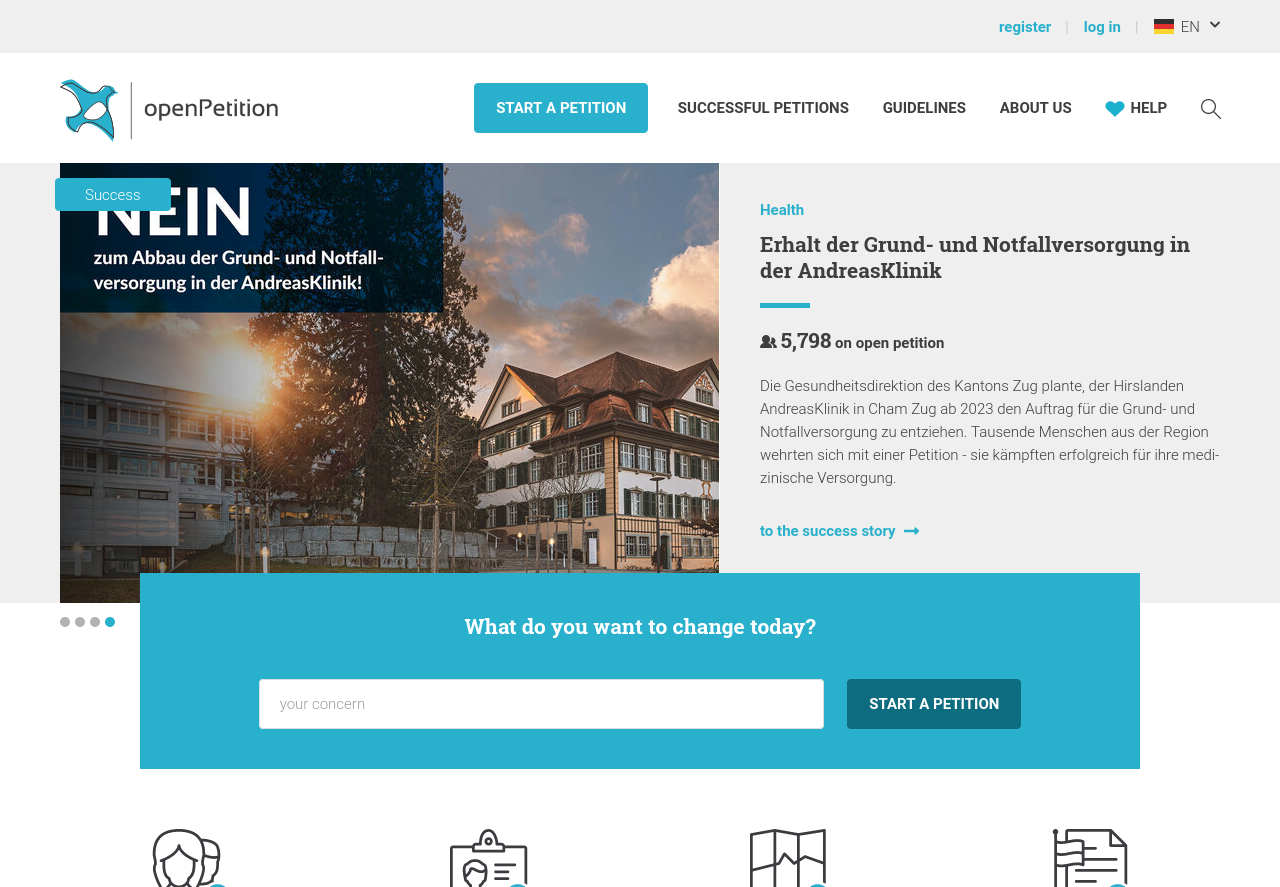 register | log in | EN
openPetition
START A PETITION
SUCCESSFUL PETITIONS
GUIDELINES
ABOUT US
HELP
Success
NEIN
zum Abbau der Grund- und Notfall-
versorgung in der AndreasKlinik!
Health
Erhalt der Grund- und Notfallversorgung in
der AndreasKlinik
5,798 on open petition
Die Gesundheitsdirektion des Kantons Zug plante, der Hirslanden
AndreasKlinik in Cham Zug ab 2023 den Auftrag für die Grund- und
Notfallversorgung zu entziehen. Tausende Menschen aus der Region
wehrten sich mit einer Petition - sie kämpften erfolgreich für ihre medi-
zinische Versorgung.
to the success story
What do you want to change today?
your concern
START A PETITION